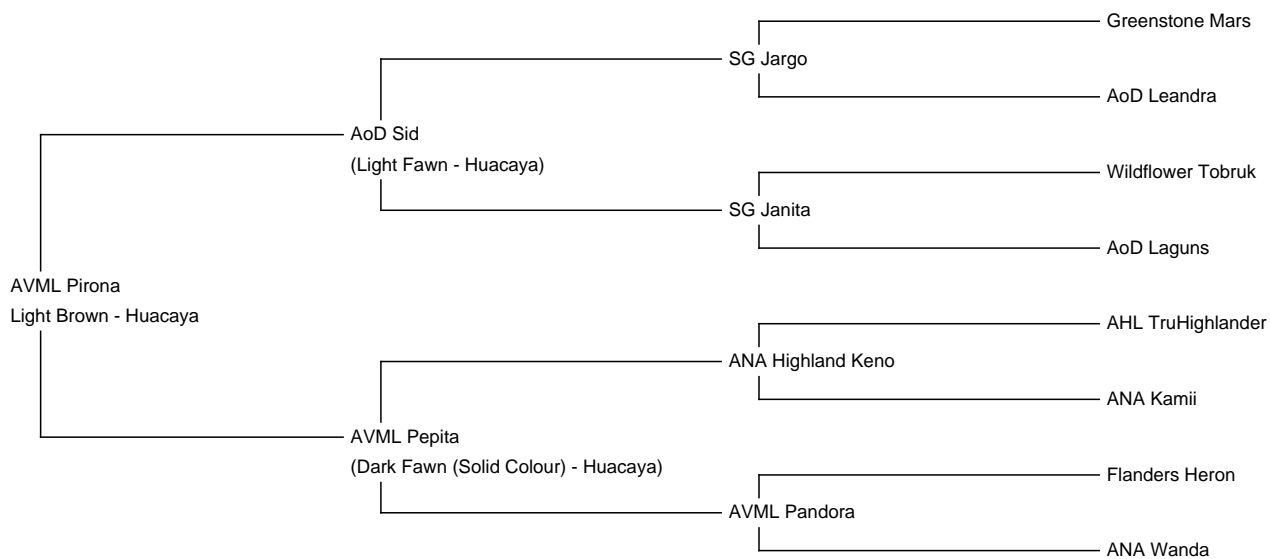 Greenstone Mars
SG Jargo
AoD Leandra
AoD Sid
(Light Fawn - Huacaya)
Wildflower Tobruk
SG Janita
AoD Laguns
AVML Pirona
Light Brown - Huacaya
AHL TruHighlander
ANA Highland Keno
ANA Kamii
AVML Pepita
(Dark Fawn (Solid Colour) - Huacaya)
Flanders Heron
AVML Pandora
ANA Wanda